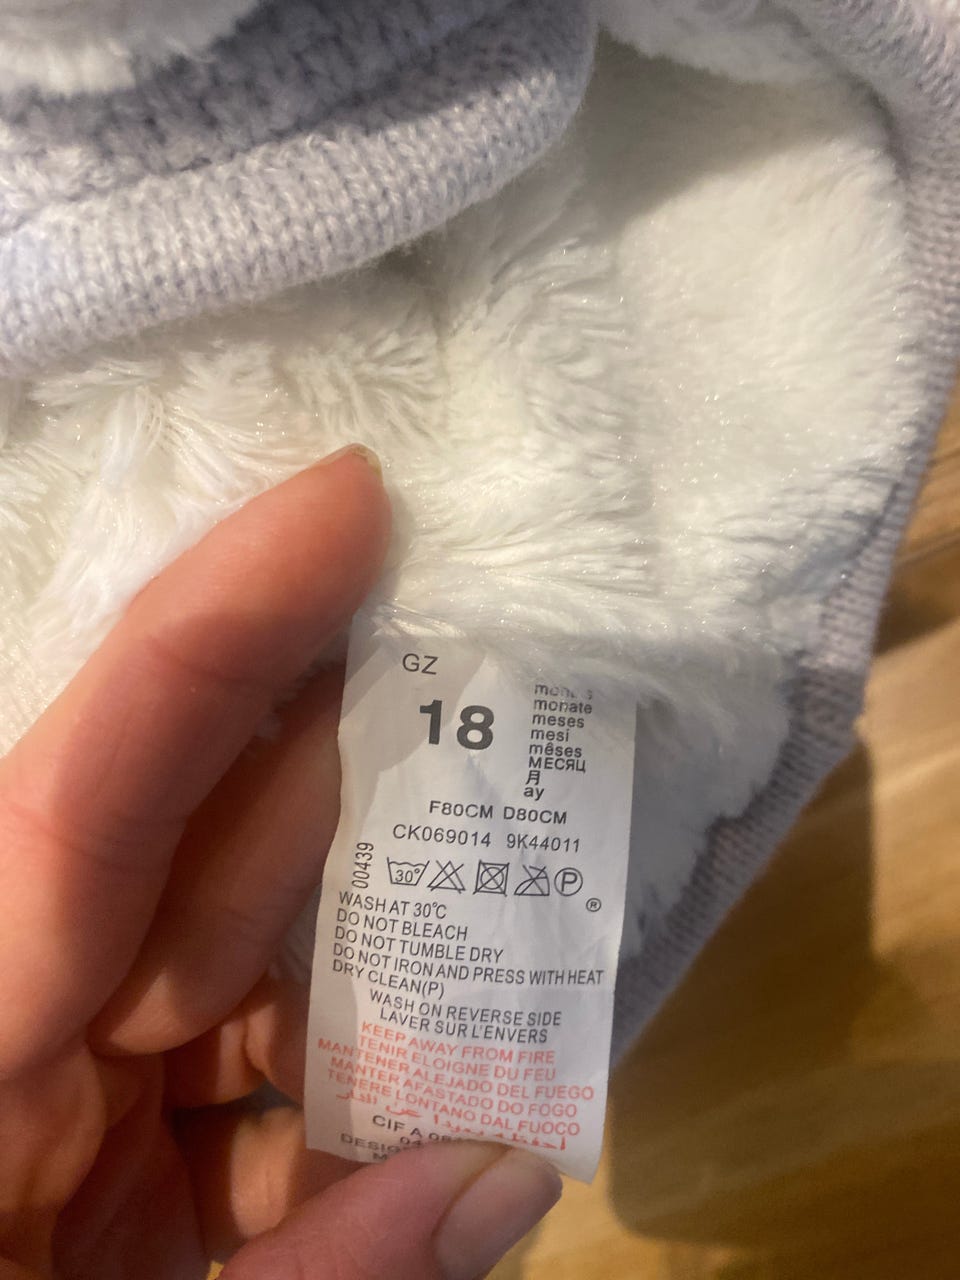 GZ
18
monate
meses
mesi
mêses
МЕСЯЦ
月
ay
F80CM D80CM
CK069014 9K44011
00439
30°
P
®
WASH AT 30°C
DO NOT BLEACH
DO NOT TUMBLE DRY
DO NOT IRON AND PRESS WITH HEAT
DRY CLEAN(P)
WASH ON REVERSE SIDE
LAVER SUR L'ENVERS
KEEP AWAY FROM FIRE
TENIR ELOIGNE DU FEU
MANTENER ALEJADO DEL FUEGO
MANTER AFASTADO DO FOGO
TENERE LONTANO DAL FUOCO
CIF A